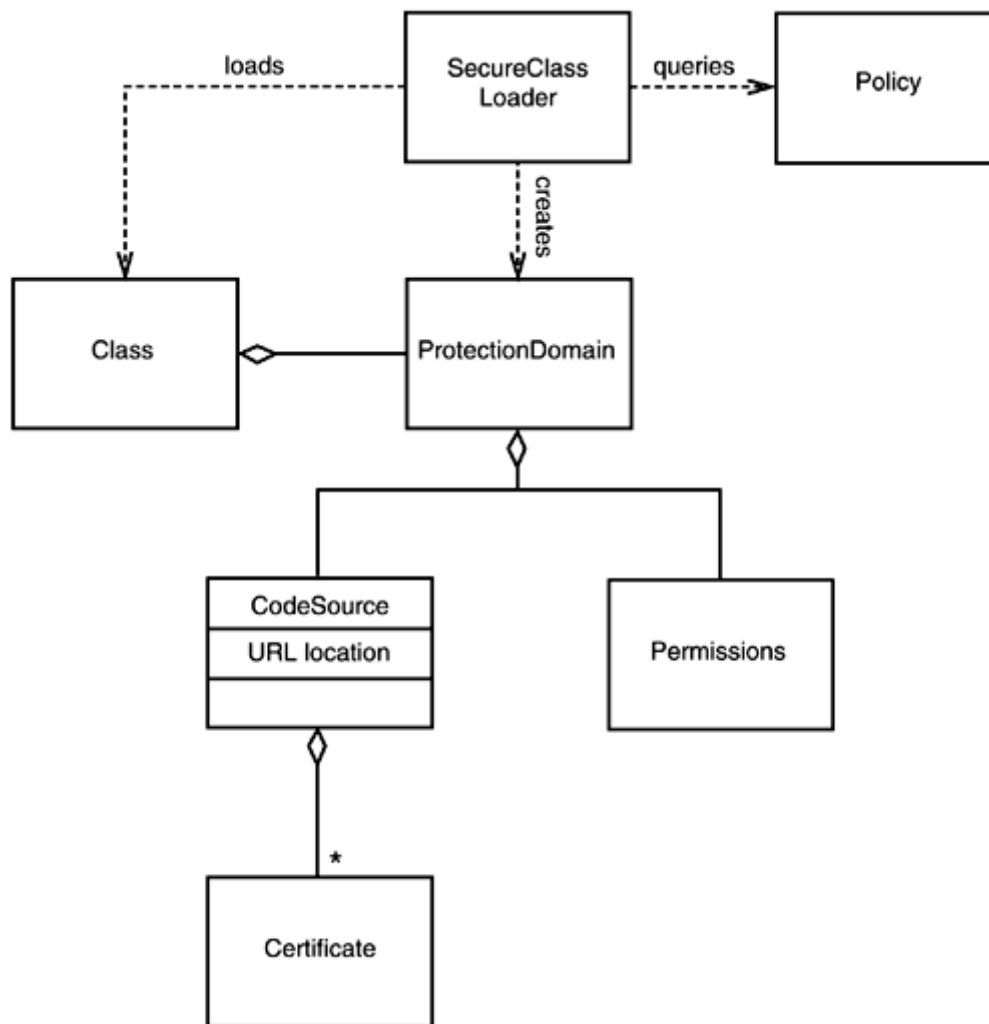 loads
SecureClass
Loader
queries
Policy
creates
Class
ProtectionDomain
CodeSource
URL location
Permissions
*
Certificate